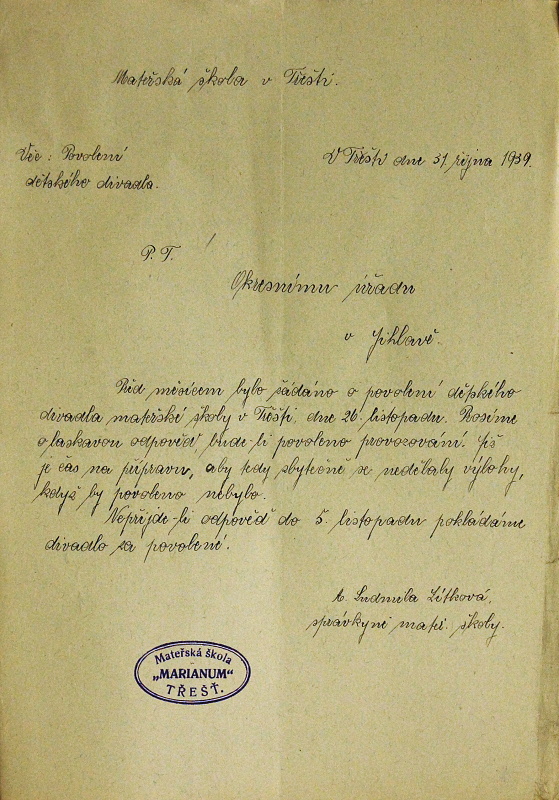 Mateřská škola v Třešti.
Věc: Povolení
dětského divadla.
V Třešti dne 31. října 1939.
P. T.
Okresnímu úřadu
v Jihlavě.
Před měsícem bylo žádáno o povolení dětského
divadla mateřské školy v Třešti, dne 26. listopadu. Prosíme
o laskavou odpověď bude-li povoleno provozování. Již
je čas na přípravu, aby tedy zbytečně se nedělaly výlohy,
když by povoleno nebylo.
Nepřijde-li odpověď do 5. listopadu pokládáme
divadlo za povolené.
Ludmila Lítková,
správkyně mateř. školy.
Mateřská škola
„MARIANUM“
TŘEŠŤ.